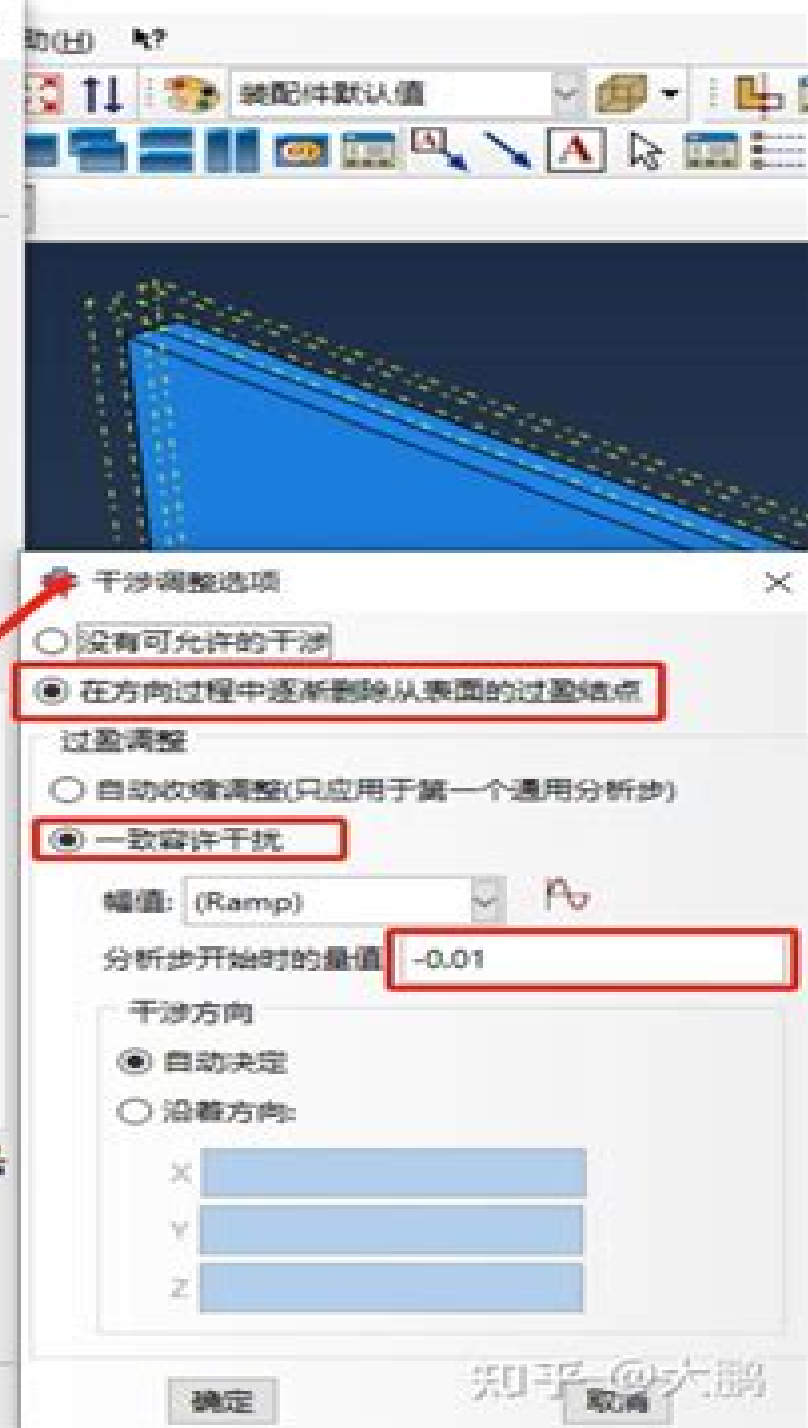 助(H)
装配件默认值
A
A
干涉调整选项
没有可允许的干涉
在方向过程中逐渐删除从表面的过盈结点
过盈调整
自动收缩调整(只应用于第一个通用分析步)
一致容许干扰
幅值: (Ramp)
分析步开始时的量值 -0.01
干涉方向
自动决定
沿着方向:
X
Y
Z
确定
取消
知乎 @大鹏